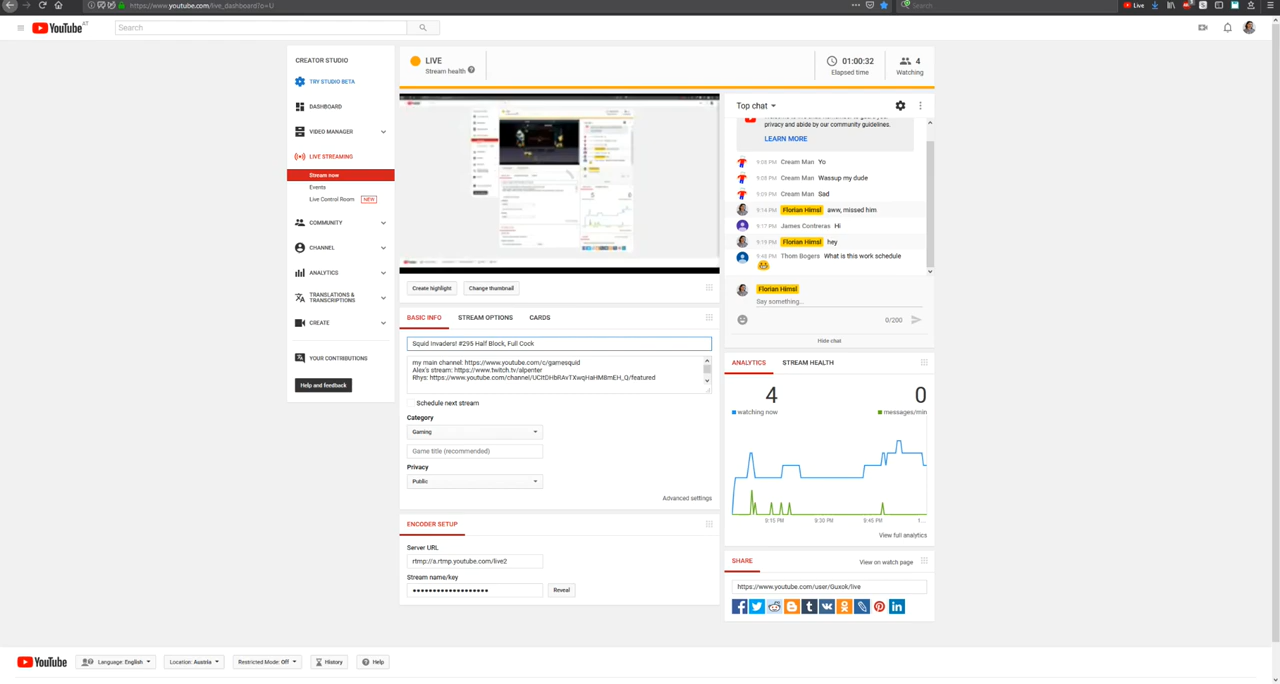 https://www.youtube.com/live_dashboard?o=U
Search
Live
YouTube AT
Search
CREATOR STUDIO
TRY STUDIO BETA
DASHBOARD
VIDEO MANAGER
LIVE STREAMING
Stream now
Events
Live Control Room NEW
COMMUNITY
CHANNEL
ANALYTICS
TRANSLATIONS &
TRANSCRIPTIONS
CREATE
YOUR CONTRIBUTIONS
Help and feedback
LIVE
Stream health
01:00:32
Elapsed time
4
Watching
Create highlight
Change thumbnail
BASIC INFO
STREAM OPTIONS
CARDS
Squid Invaders! #295 Half Block, Full Cock
my main channel: https://www.youtube.com/c/gamesquid
Alex's stream: https://www.twitch.tv/alpenter
Rhys: https://www.youtube.com/channel/UCItDHbRAvTXwqHaHM8mEH_Q/featured
Schedule next stream
Category
Gaming
Game title (recommended)
Privacy
Public
Advanced settings
ENCODER SETUP
Server URL
rtmp://a.rtmp.youtube.com/live2
Stream name/key
Reveal
Top chat
privacy and abide by our community guidelines.
LEARN MORE
9:08 PM Cream Man Yo
9:08 PM Cream Man Wassup my dude
9:09 PM Cream Man Sad
9:14 PM Florian Himsl aww, missed him
9:17 PM James Contreras Hi
9:19 PM Florian Himsl hey
9:48 PM Thom Bogers What is this work schedule
Florian Himsl
Say something...
0/200
Hide chat
ANALYTICS
STREAM HEALTH
4
watching now
0
messages/min
9:15 PM 9:30 PM 9:45 PM 1...
View full analytics
SHARE
View on watch page
https://www.youtube.com/user/Guxok/live
YouTube
Language: English
Location: Austria
Restricted Mode: Off
History
Help